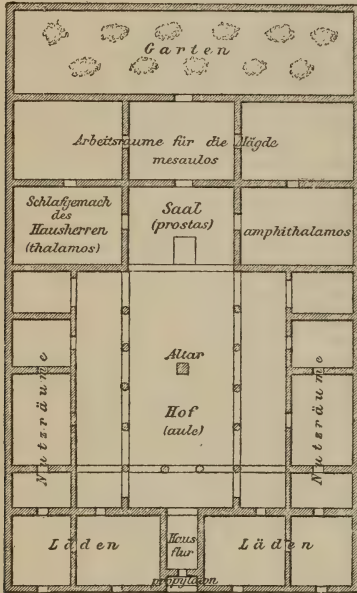 Garten
Arbeitsräume für die Mägde
mesaulos
Schlafgemach
des
Hausherren
(thalamos)
Saal
(prostas)
amphithalamos
Altar
Hof
(aule)
Nutzräume
Nutzräume
Läden
Haus
flur
Läden
propylaion